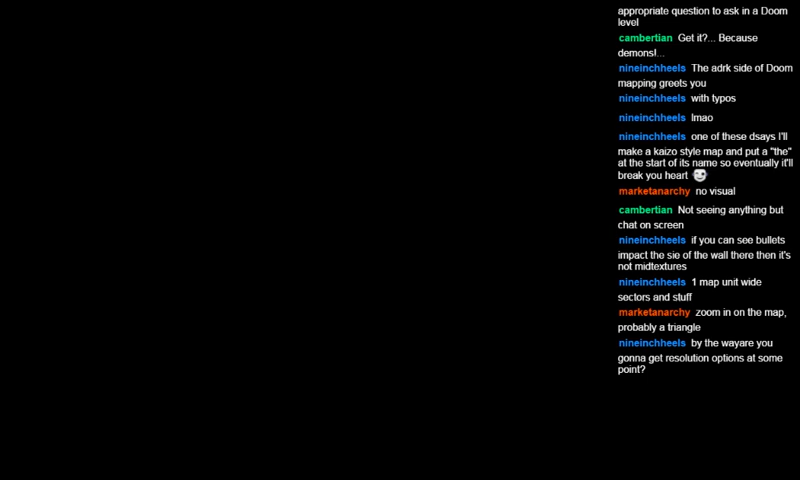 appropriate question to ask in a Doom
level
cambertian Get it?... Because
demons!...
nineinchheels The adrk side of Doom
mapping greets you
nineinchheels with typos
nineinchheels lmao
nineinchheels one of these dsays I'll
make a kaizo style map and put a "the"
at the start of its name so eventually it'll
break you heart
marketanarchy no visual
cambertian Not seeing anything but
chat on screen
nineinchheels if you can see bullets
impact the sie of the wall there then it's
not midtextures
nineinchheels 1 map unit wide
sectors and stuff
marketanarchy zoom in on the map,
probably a triangle
nineinchheels by the wayare you
gonna get resolution options at some
point?